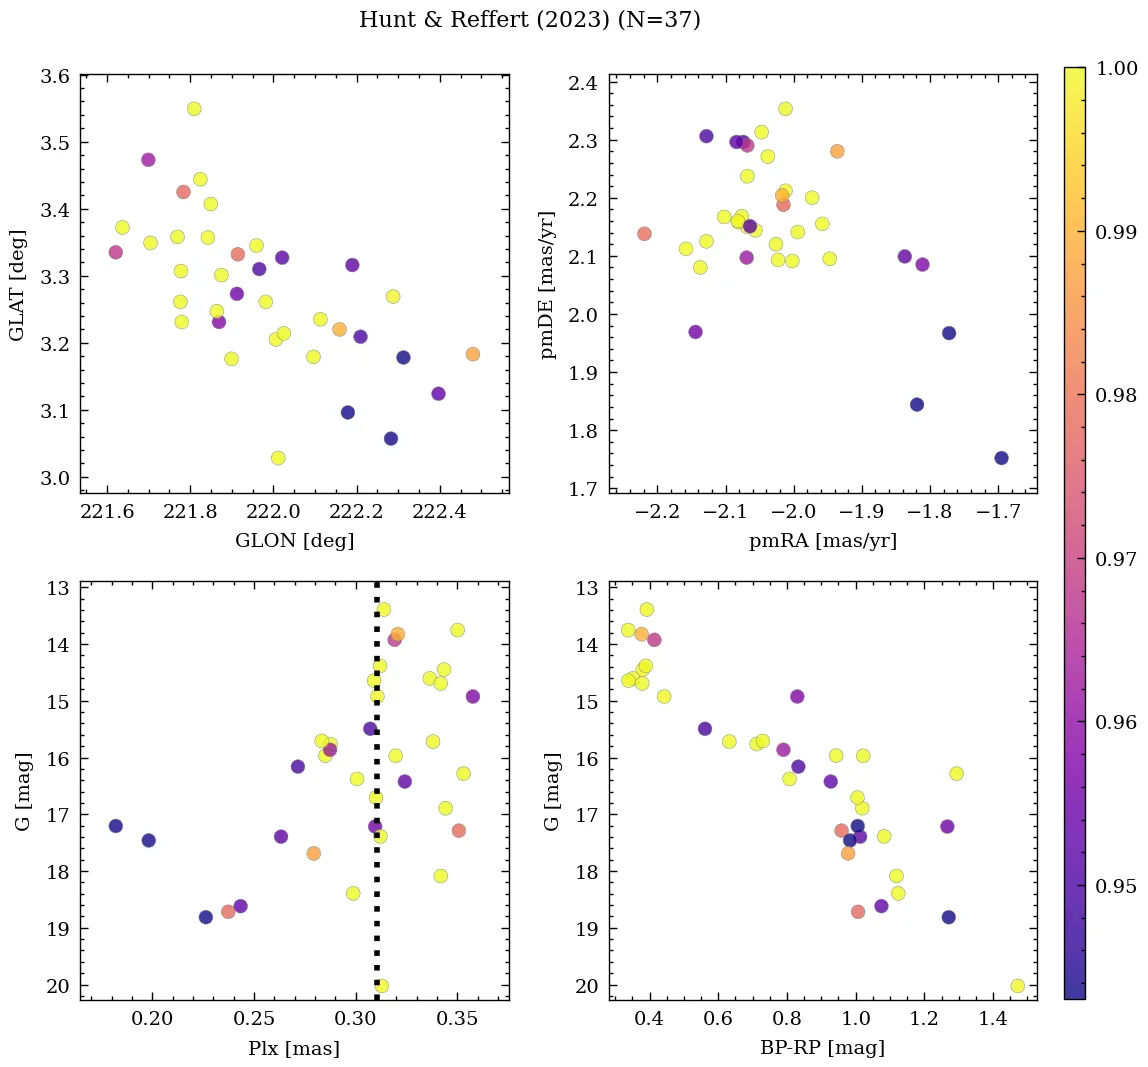 Hunt & Reffert (2023) (N=37)
3.6
3.5
3.4
3.3
3.2
3.1
3.0
GLAT [deg]
221.6 221.8 222.0 222.2 222.4
GLON [deg]
2.4
2.3
2.2
2.1
2.0
1.9
1.8
1.7
pmDE [mas/yr]
−2.2 −2.1 −2.0 −1.9 −1.8 −1.7
pmRA [mas/yr]
1.00
0.99
0.98
0.97
0.96
0.95
13
14
15
16
17
18
19
20
G [mag]
0.20 0.25 0.30 0.35
Plx [mas]
13
14
15
16
17
18
19
20
G [mag]
0.4 0.6 0.8 1.0 1.2 1.4
BP-RP [mag]